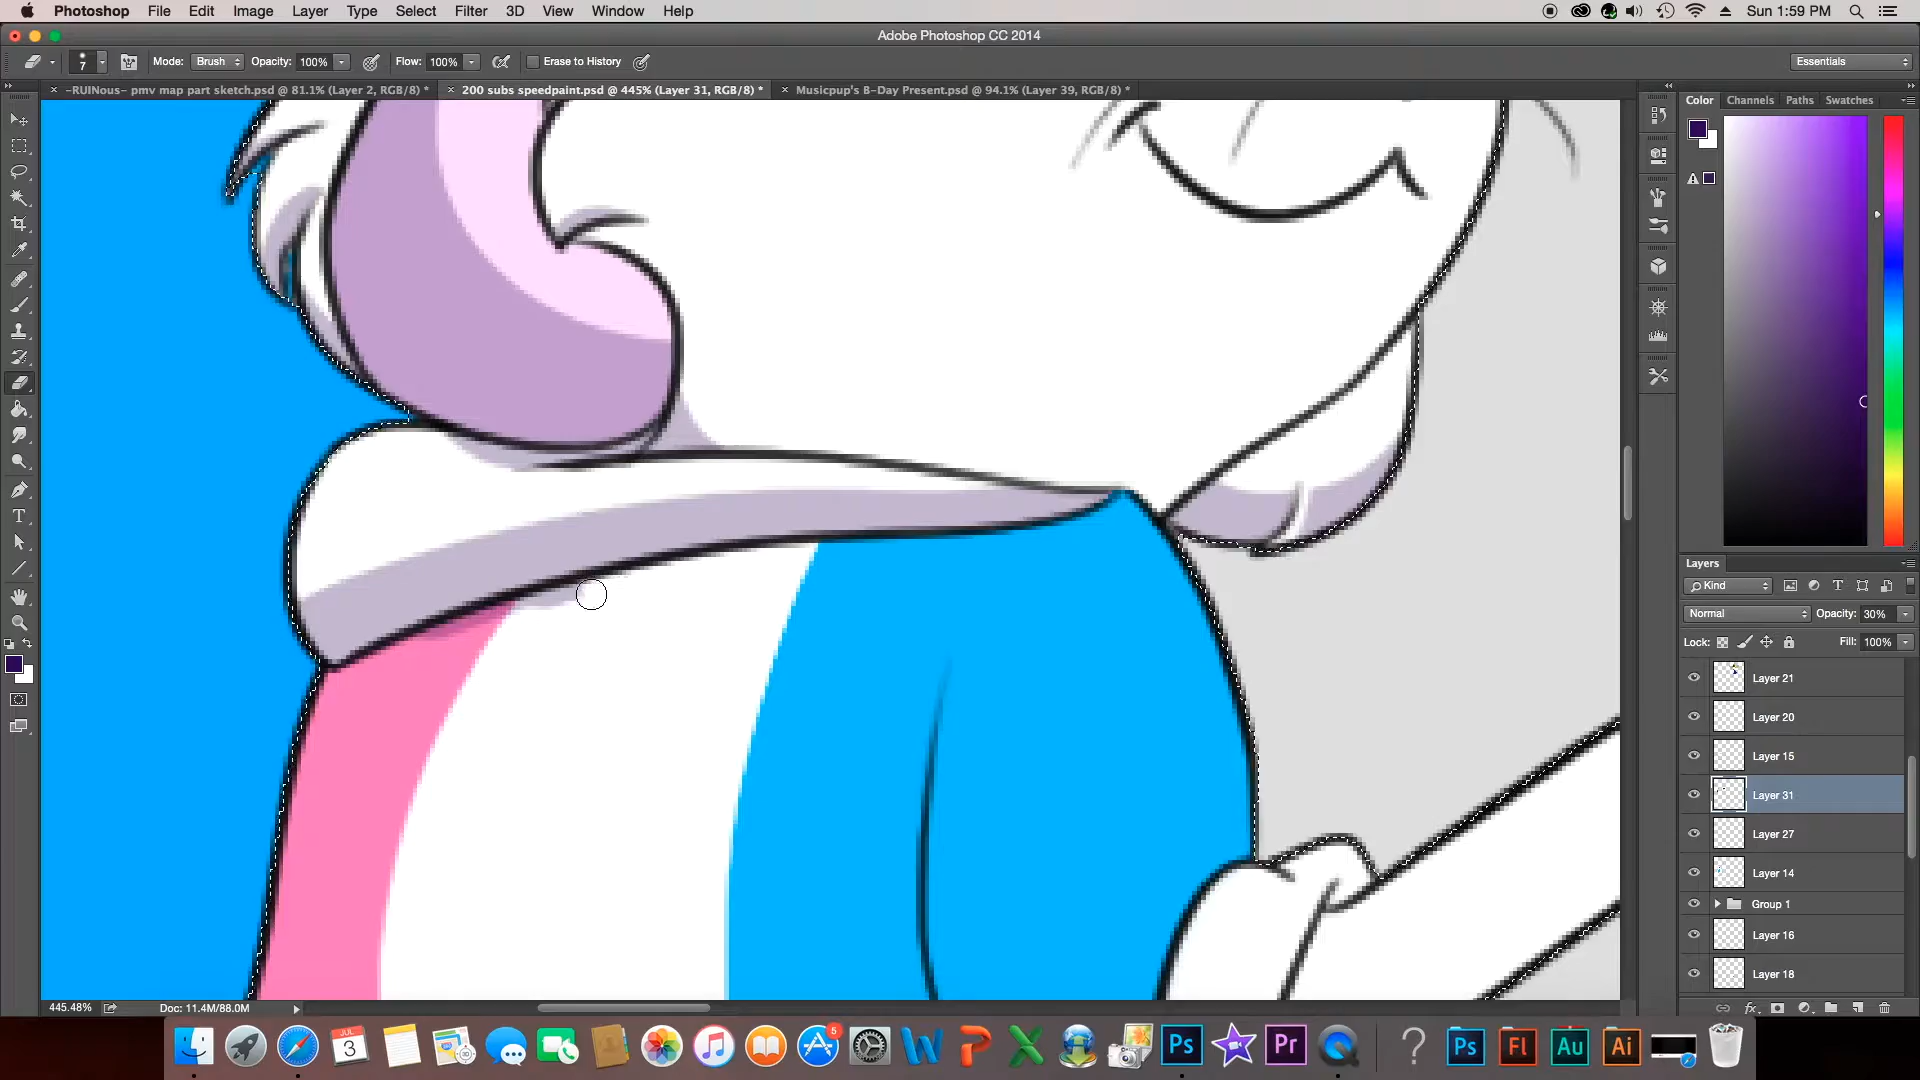 Photoshop File Edit Image Layer Type Select Filter 3D View Window Help Sun 1:59 PM
Adobe Photoshop CC 2014
7 Mode: Brush Opacity: 100% Flow: 100% Erase to History Essentials
-RUINous- pmv map part sketch.psd @ 81.1% (Layer 2, RGB/8) * 200 subs speedpaint.psd @ 445% (Layer 31, RGB/8) * Musicpup's B-Day Present.psd @ 94.1% (Layer 39, RGB/8) *
Color Channels Paths Swatches
Layers
Kind T
Normal Opacity: 30%
Lock: Fill: 100%
Layer 21
Layer 20
Layer 15
Layer 31
Layer 27
Layer 14
Group 1
Layer 16
Layer 18
fx
T
445.48% Doc: 11.4M/88.0M
JUL 3 5 W P X Ps Pr ? Ps Fl Au Ai